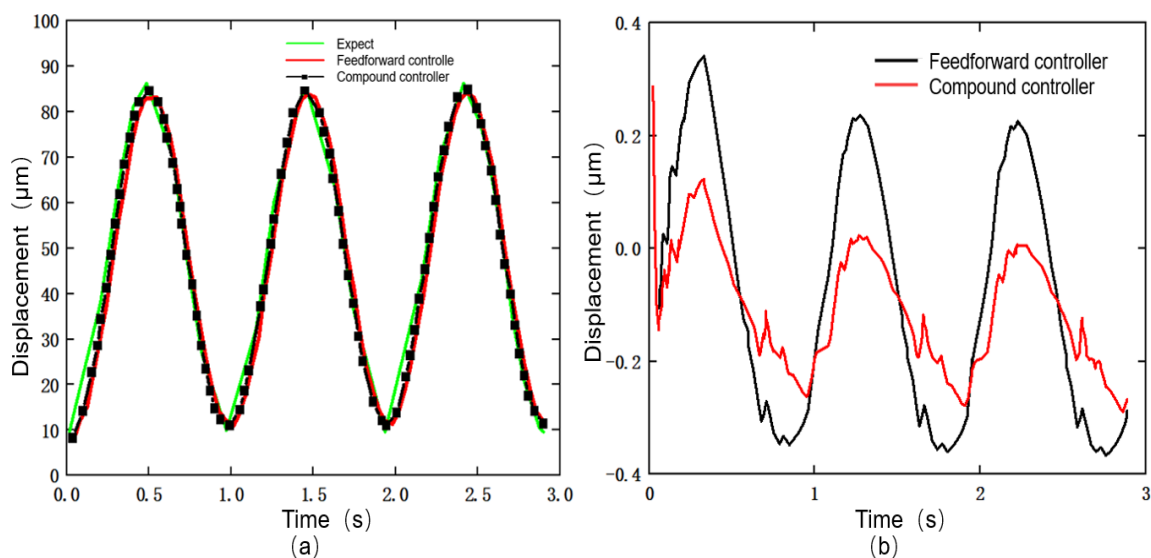 100
90
80
70
60
50
40
30
20
10
0
Displacement（μm）
Expect
Feedforward controlle
Compound controller
0.0 0.5 1.0 1.5 2.0 2.5 3.0
Time（s）
(a)
0.4
0.2
0.0
-0.2
-0.4
Displacement（μm）
Feedforward controller
Compound controller
0 1 2 3
Time（s）
(b)